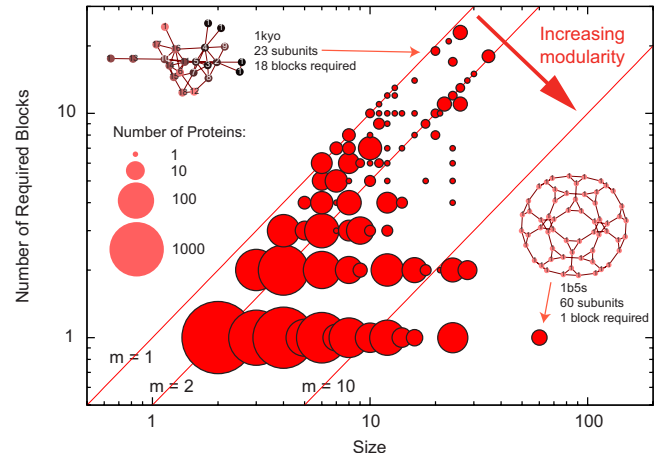 1kyo
23 subunits
18 blocks required
Increasing
modularity
Number of Proteins:
1
10
100
1000
Number of Required Blocks
10
1
1b5s
60 subunits
1 block required
m = 1
m = 2
m = 10
1
10
100
Size